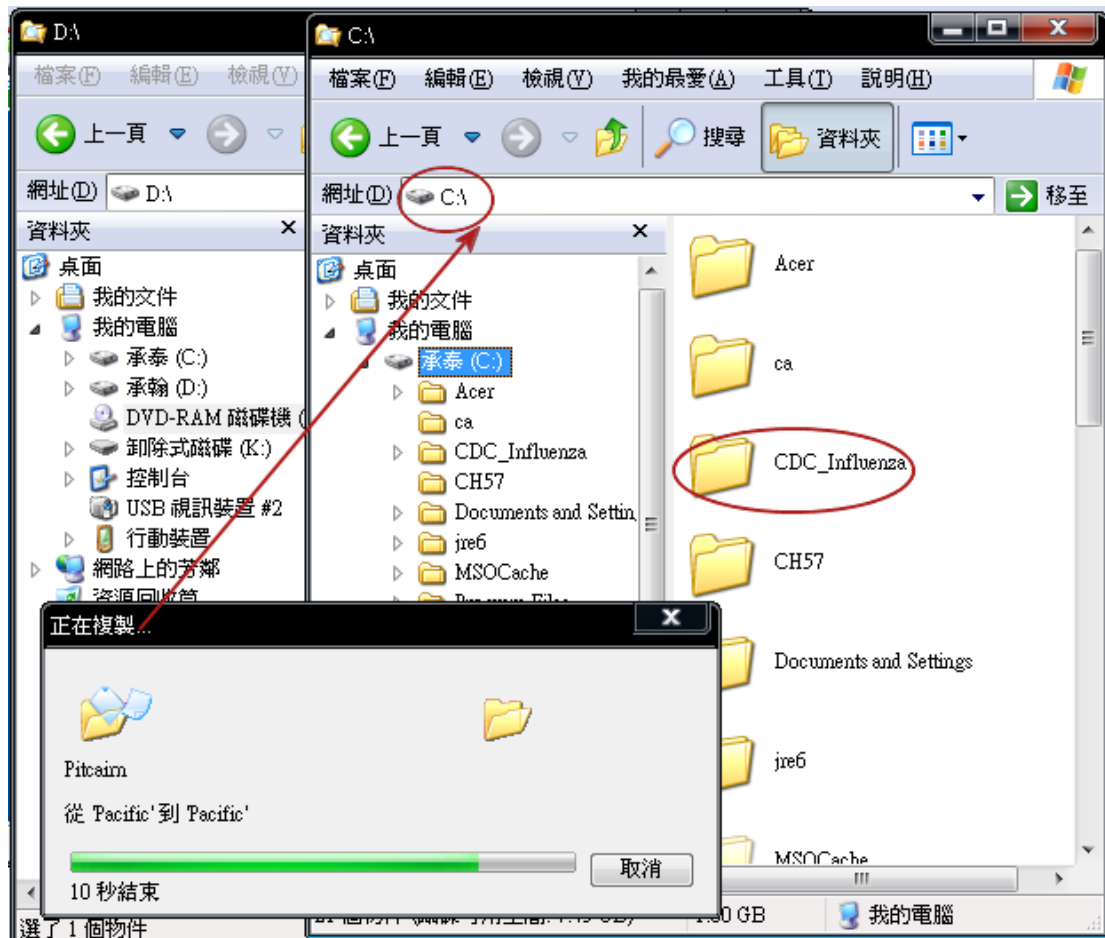 D:\
檔案(F) 編輯(E) 檢視(V)
上一頁
網址(D) D:\
資料夾 ×
桌面
我的文件
我的電腦
承泰 (C:)
承翰 (D:)
DVD-RAM 磁碟機 (
卸除式磁碟 (K:)
控制台
USB 視訊裝置 #2
行動裝置
網路上的芳鄰
資源回收筒
選了 1 個物件
C:\
檔案(F) 編輯(E) 檢視(V) 我的最愛(A) 工具(T) 說明(H)
上一頁 搜尋 資料夾
網址(D) C:\ 移至
資料夾 ×
桌面
我的文件
我的電腦
承泰 (C:)
Acer
ca
CDC_Influenza
CH57
Documents and Settin
jre6
MSOCache
Program Files
Acer
ca
CDC_Influenza
CH57
Documents and Settings
jre6
MSOCache
GB 我的電腦
正在複製...
Pitcairn
從 'Pacific' 到 'Pacific'
取消
10 秒結束